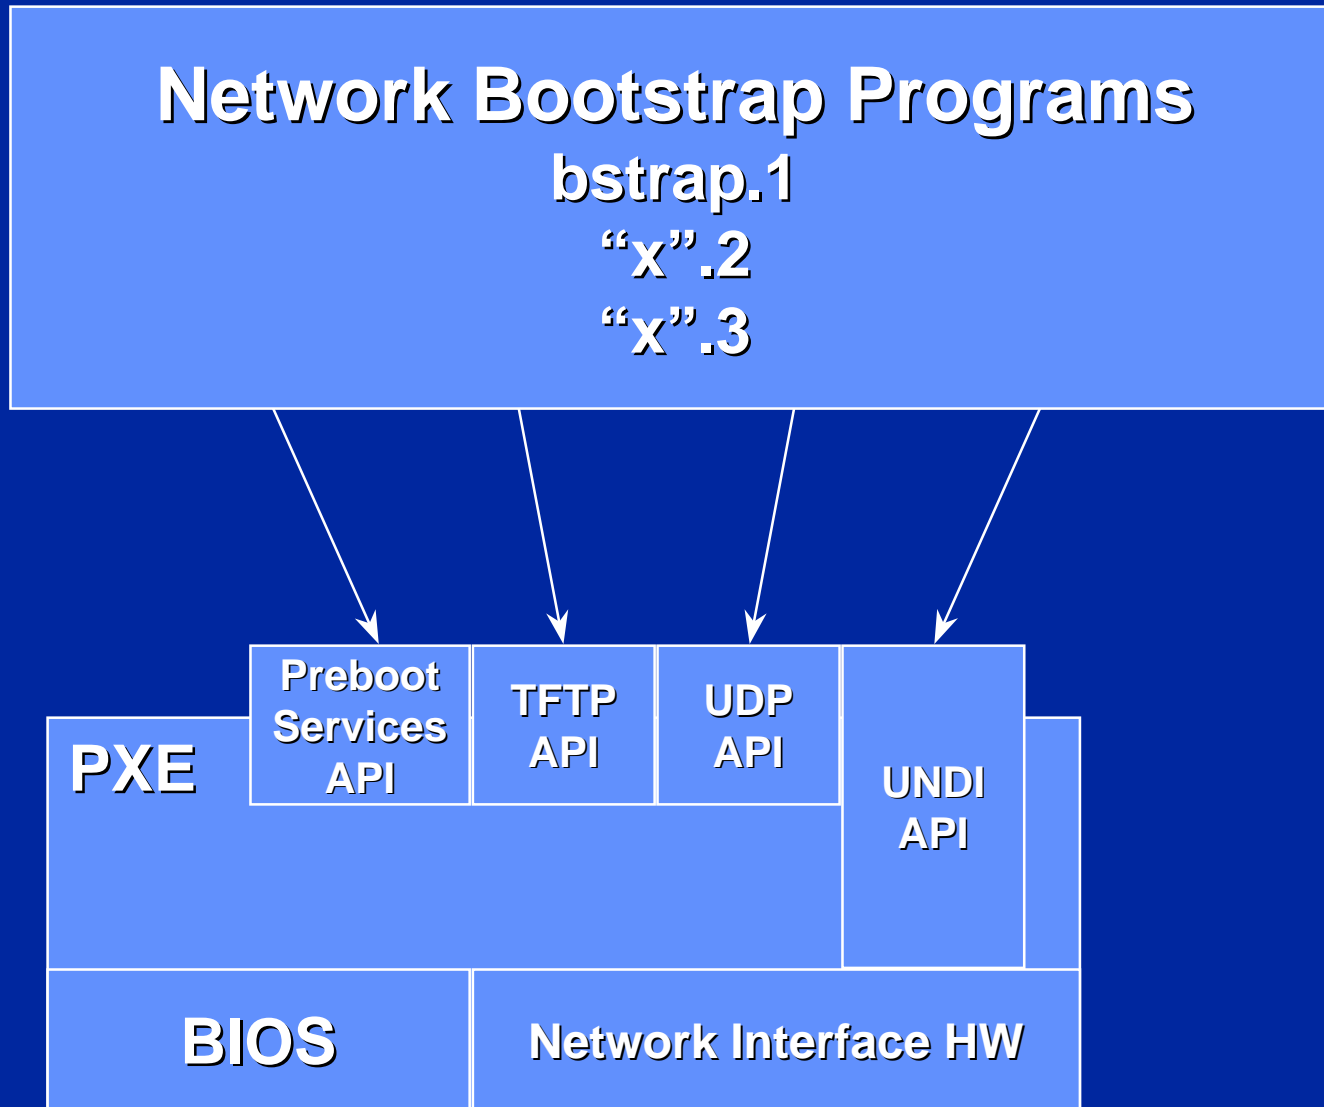 Network Bootstrap Programs
bstrap.1
“x”.2
“x”.3
Preboot
Services
API
TFTP
API
UDP
API
UNDI
API
PXE
BIOS
Network Interface HW